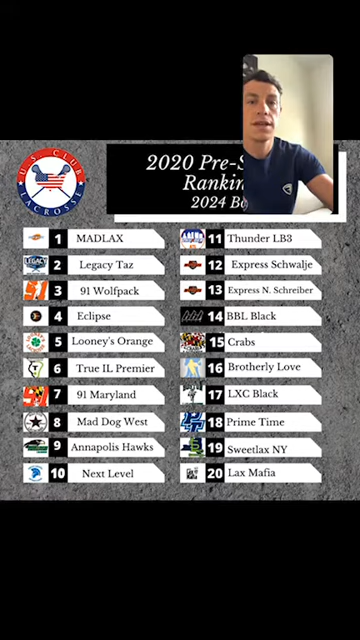 U.S. CLUB
LACROSSE
2020 Pre-S
Rankin
2024 Bo
1 MADLAX
2 Legacy Taz
3 91 Wolfpack
4 Eclipse
5 Looney's Orange
6 True IL Premier
7 91 Maryland
8 Mad Dog West
9 Annapolis Hawks
10 Next Level
11 Thunder LB3
12 Express Schwalje
13 Express N. Schreiber
14 BBL Black
15 Crabs
16 Brotherly Love
17 LXC Black
18 Prime Time
19 Sweetlax NY
20 Lax Mafia